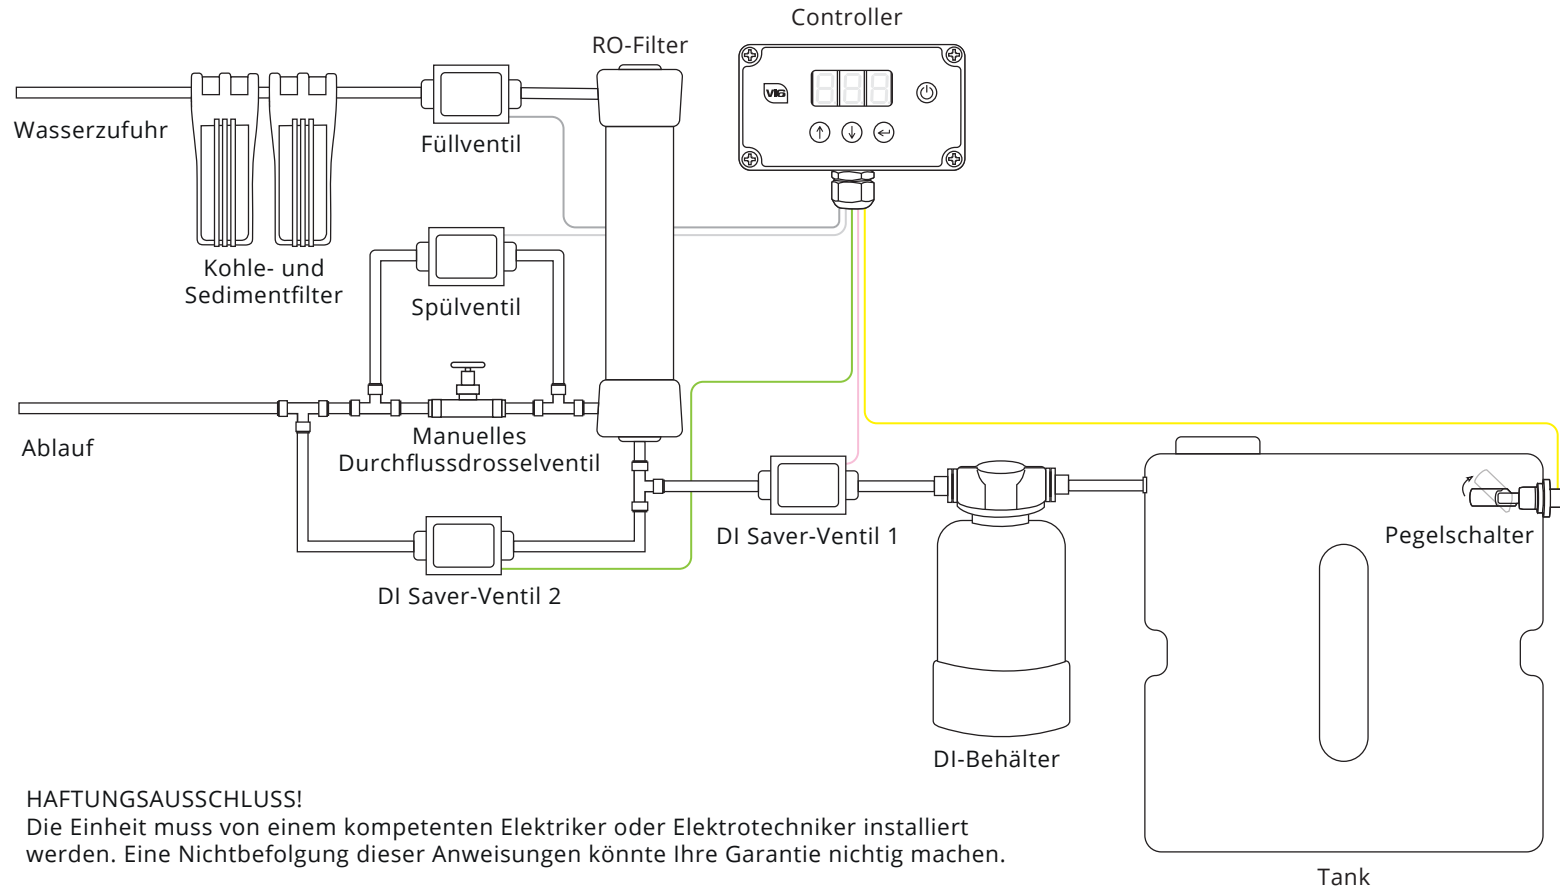 Controller
RO-Filter
V16
888
Wasserzufuhr
Füllventil
Kohle- und
Sedimentfilter
Spülventil
Ablauf
Manuelles
Durchflussdrosselventil
DI Saver-Ventil 1
Pegelschalter
DI Saver-Ventil 2
DI-Behälter
HAFTUNGSAUSSCHLUSS!
Die Einheit muss von einem kompetenten Elektriker oder Elektrotechniker installiert
werden. Eine Nichtbefolgung dieser Anweisungen könnte Ihre Garantie nichtig machen.
Tank